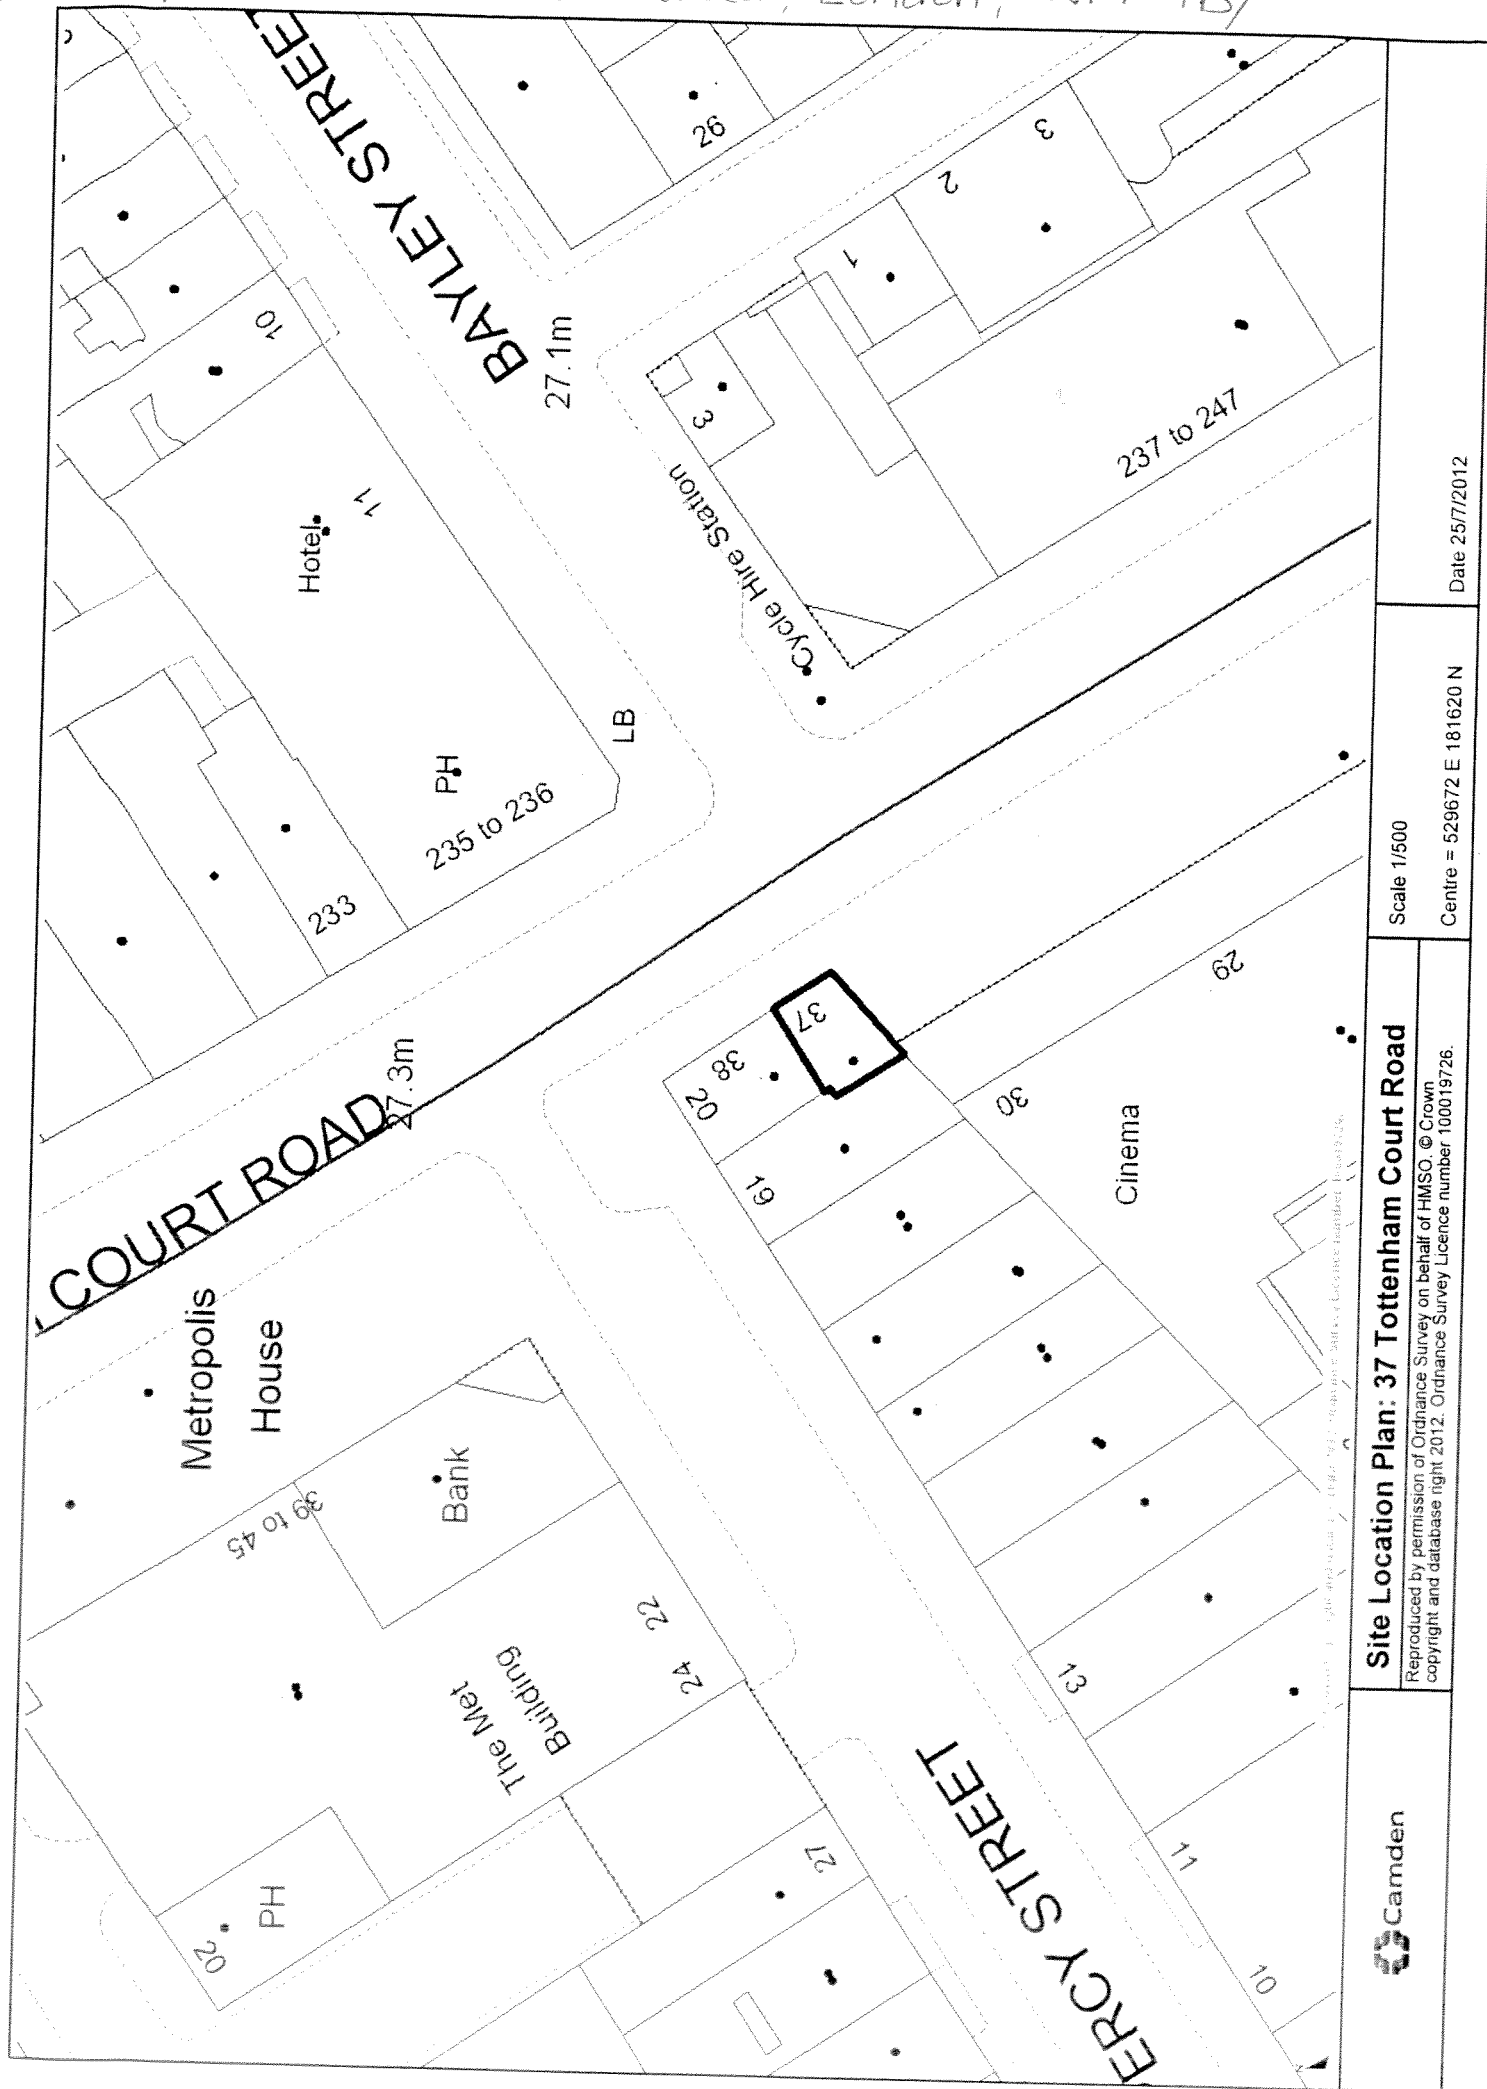 London,
BAYLEY STREET
27.1m
26
3
2
1
3
10
11
Hotel
Cycle Hire Station
237 to 247
LB
PH
235 to 236
233
COURT ROAD
27.3m
37
38
20
19
29
30
Cinema
Metropolis
House
39 to 45
Bank
22
24
The Met
Building
PH
20
27
13
11
10
ERCY STREET
Camden
Site Location Plan: 37 Tottenham Court Road
Reproduced by permission of Ordnance Survey on behalf of HMSO. © Crown
copyright and database right 2012. Ordnance Survey Licence number 100019726.
Scale 1/500
Centre = 529672 E 181620 N
Date 25/7/2012